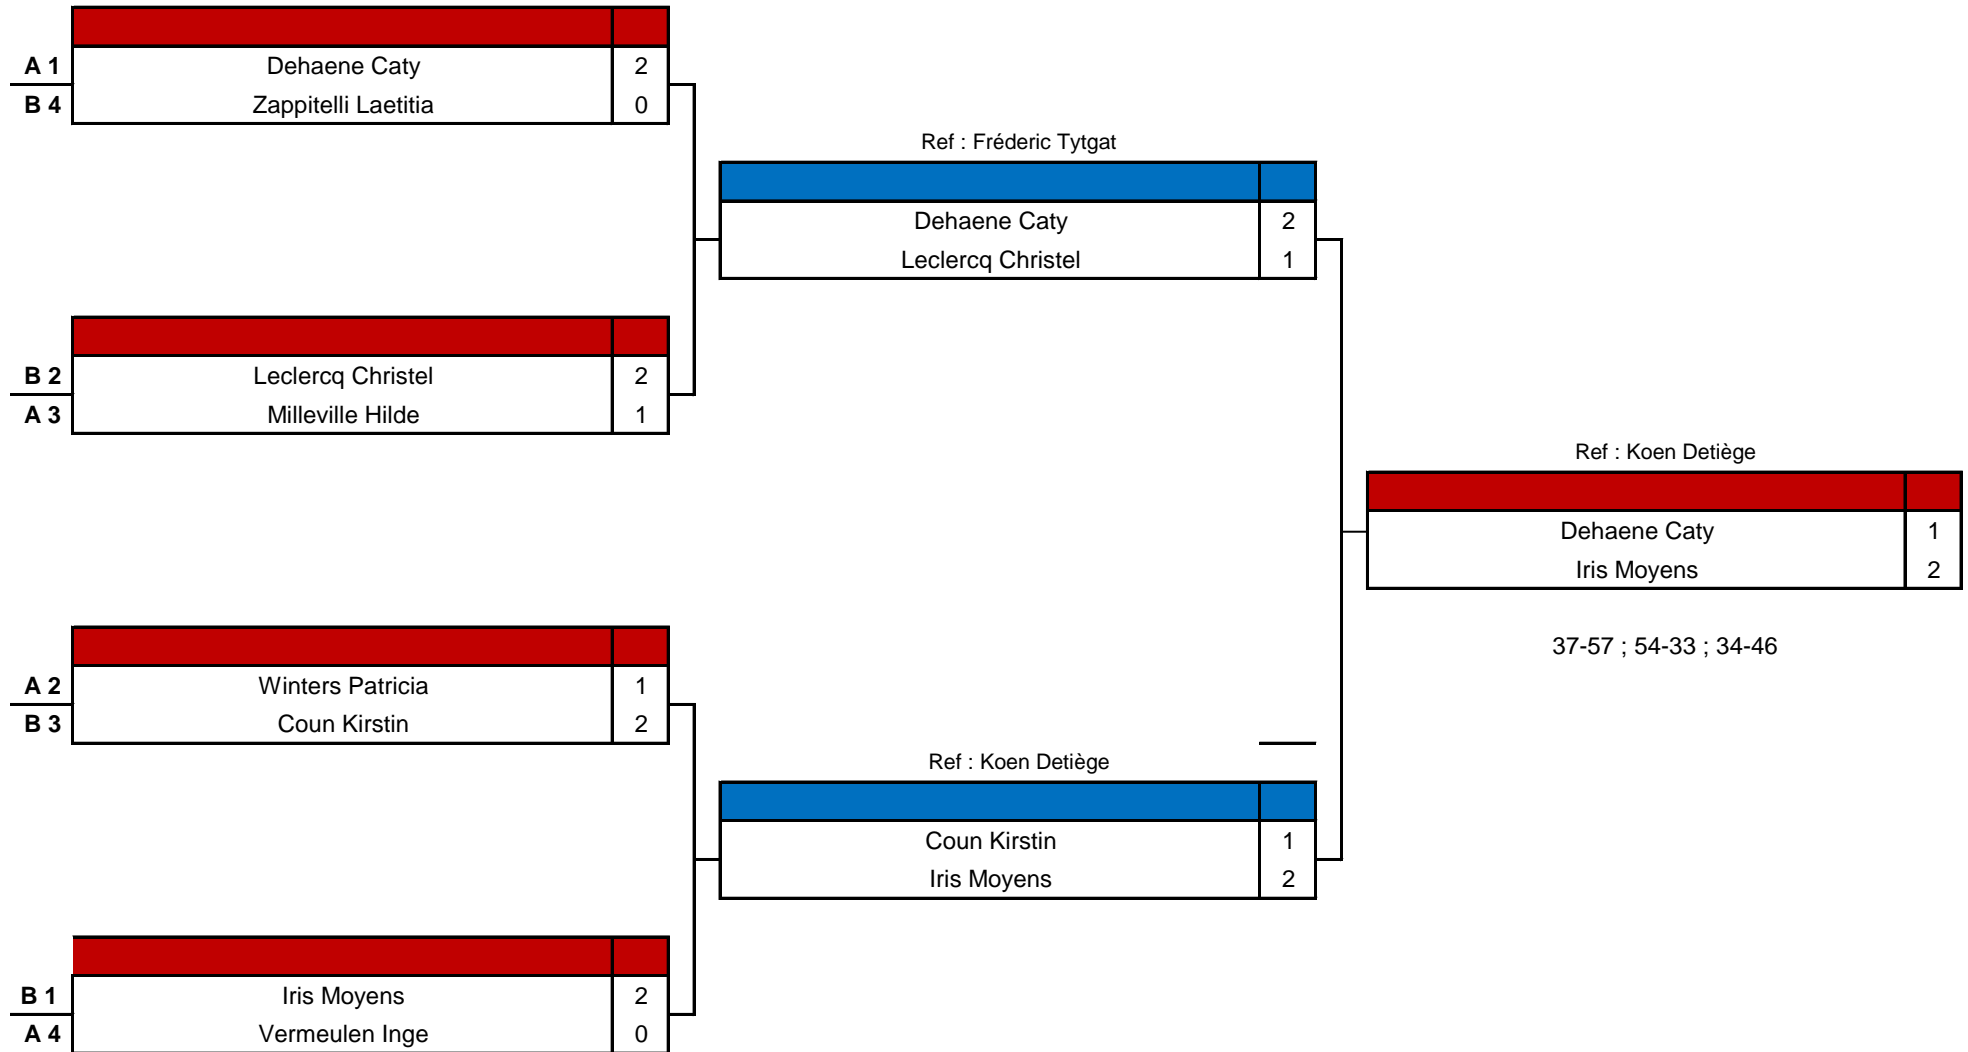 A 1 Dehaene Caty 2
B 4 Zappitelli Laetitia 0
Ref : Fréderic Tytgat
Dehaene Caty 2
Leclercq Christel 1
B 2 Leclercq Christel 2
A 3 Milleville Hilde 1
Ref : Koen Detiège
Dehaene Caty 1
Iris Moyens 2
37-57 ; 54-33 ; 34-46
A 2 Winters Patricia 1
B 3 Coun Kirstin 2
Ref : Koen Detiège
Coun Kirstin 1
Iris Moyens 2
B 1 Iris Moyens 2
A 4 Vermeulen Inge 0